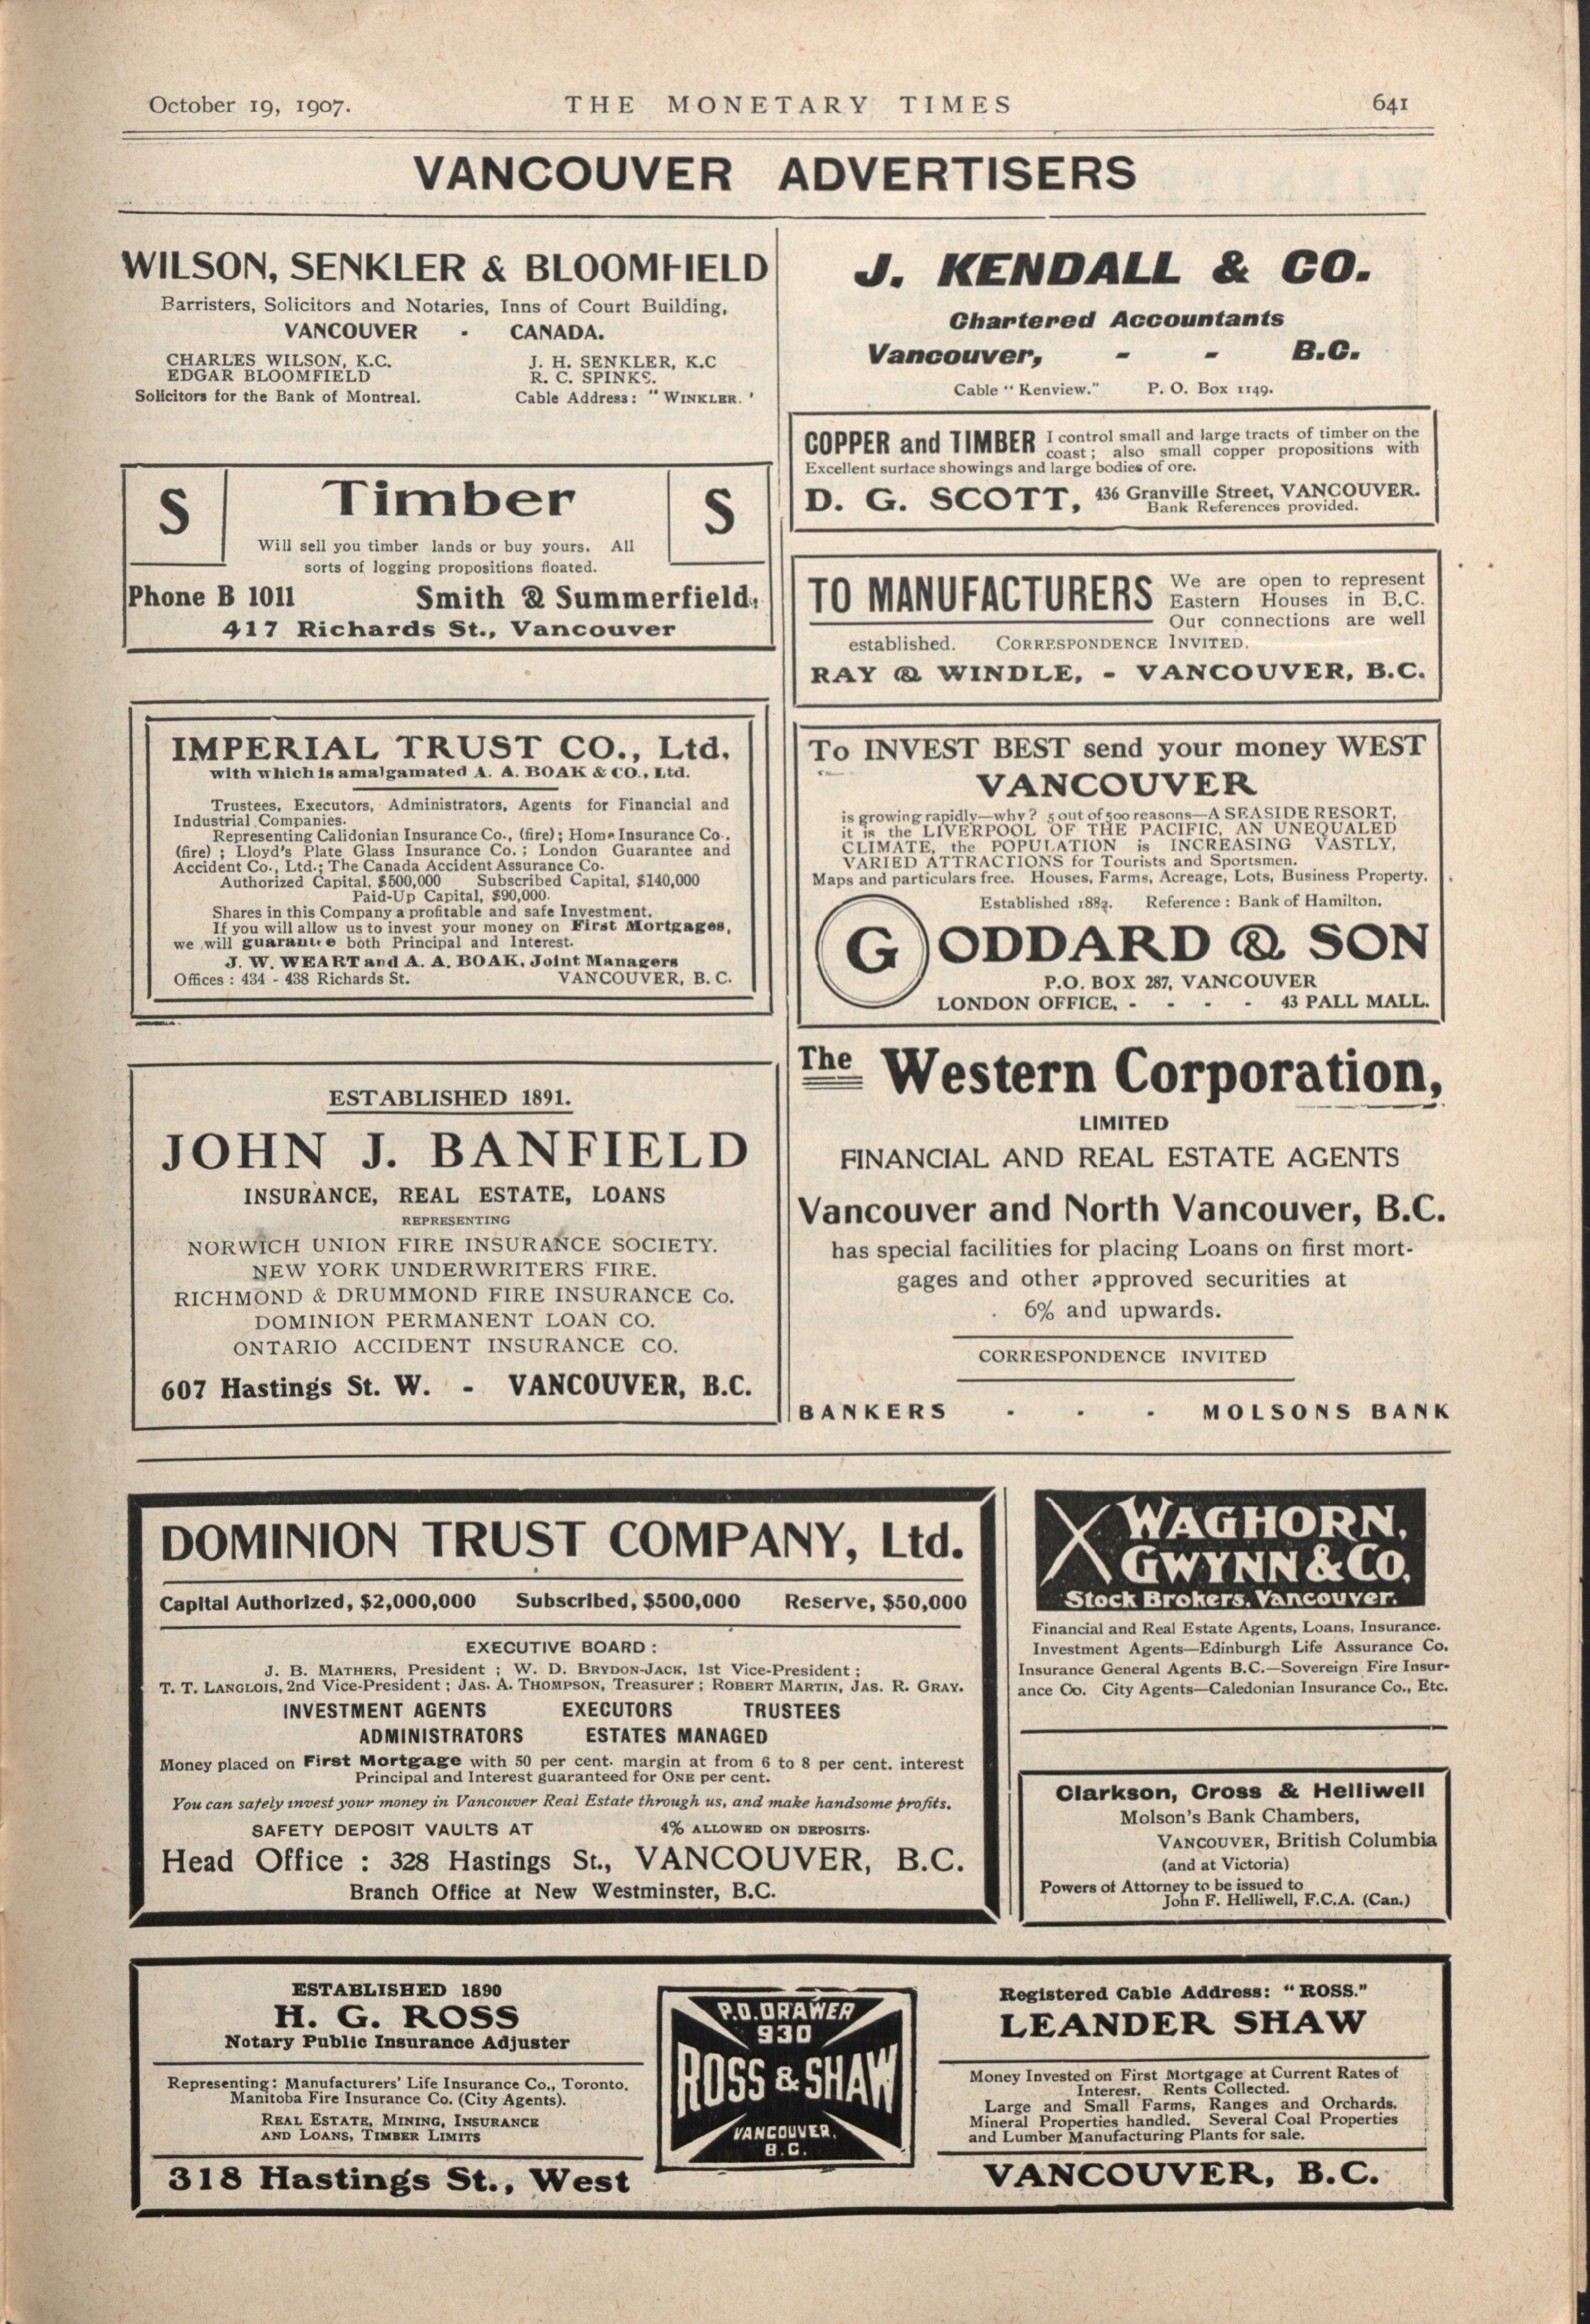 October 19, 1907.
THE MONETARY TIMES
641
VANCOUVER ADVERTISERS
WILSON, SENKLER & BLOOMFIELD
Barristers, Solicitors and Notaries, Inns of Court Building,
VANCOUVER - CANADA.
CHARLES WILSON, K.C. J. H. SENKLER, K.C
EDGAR BLOOMFIELD R. C. SPINKS.
Solicitors for the Bank of Montreal. Cable Address: "WINKLER. '
S Timber S
Will sell you timber lands or buy yours. All
sorts of logging propositions floated.
Phone B 1011 Smith & Summerfield,
417 Richards St., Vancouver
IMPERIAL TRUST CO., Ltd.
with which is amalgamated A. A. BOAK & CO., Ltd.
Trustees, Executors, Administrators, Agents for Financial and
Industrial Companies.
Representing Calidonian Insurance Co., (fire); Home Insurance Co.,
(fire) ; Lloyd's Plate Glass Insurance Co. ; London Guarantee and
Accident Co., Ltd.; The Canada Accident Assurance Co.
Authorized Capital, $500,000 Subscribed Capital, $140,000
Paid-Up Capital, $90,000.
Shares in this Company a profitable and safe Investment.
If you will allow us to invest your money on First Mortgages,
we will guarantee both Principal and Interest.
J. W. WEART and A. A. BOAK, Joint Managers
Offices : 434 - 438 Richards St. VANCOUVER, B. C.
ESTABLISHED 1891.
JOHN J. BANFIELD
INSURANCE, REAL ESTATE, LOANS
REPRESENTING
NORWICH UNION FIRE INSURANCE SOCIETY.
NEW YORK UNDERWRITERS FIRE.
RICHMOND & DRUMMOND FIRE INSURANCE Co.
DOMINION PERMANENT LOAN CO.
ONTARIO ACCIDENT INSURANCE CO.
607 Hastings St. W. - VANCOUVER, B.C.
J. KENDALL & CO.
Chartered Accountants
Vancouver, - - B.C.
Cable "Kenview." P. O. Box 1149.
COPPER and TIMBER I control small and large tracts of timber on the
coast; also small copper propositions with
Excellent surface showings and large bodies of ore.
D. G. SCOTT, 436 Granville Street, VANCOUVER.
Bank References provided.
TO MANUFACTURERS We are open to represent
Eastern Houses in B.C.
Our connections are well
established. CORRESPONDENCE INVITED.
RAY & WINDLE, - VANCOUVER, B.C.
To INVEST BEST send your money WEST
VANCOUVER
is growing rapidly—why? 5 out of 500 reasons—A SEASIDE RESORT,
it is the LIVERPOOL OF THE PACIFIC, AN UNEQUALED
CLIMATE, the POPULATION is INCREASING VASTLY,
VARIED ATTRACTIONS for Tourists and Sportsmen.
Maps and particulars free. Houses, Farms, Acreage, Lots, Business Property.
Established 188 . Reference : Bank of Hamilton.
GODDARD & SON
P.O. BOX 287, VANCOUVER
LONDON OFFICE, - - - - 43 PALL MALL.
The Western Corporation,
LIMITED
FINANCIAL AND REAL ESTATE AGENTS
Vancouver and North Vancouver, B.C.
has special facilities for placing Loans on first mort-
gages and other approved securities at
6% and upwards.
CORRESPONDENCE INVITED
BANKERS - - - MOLSONS BANK
DOMINION TRUST COMPANY, Ltd.
Capital Authorized, $2,000,000 Subscribed, $500,000 Reserve, $50,000
EXECUTIVE BOARD :
J. B. MATHERS, President ; W. D. BRYDON-JACK, 1st Vice-President ;
T. T. LANGLOIS, 2nd Vice-President ; JAS. A. THOMPSON, Treasurer ; ROBERT MARTIN, JAS. R. GRAY.
INVESTMENT AGENTS EXECUTORS TRUSTEES
ADMINISTRATORS ESTATES MANAGED
Money placed on First Mortgage with 50 per cent. margin at from 6 to 8 per cent. interest
Principal and Interest guaranteed for ONE per cent.
You can safely invest your money in Vancouver Real Estate through us, and make handsome profits.
SAFETY DEPOSIT VAULTS AT 4% ALLOWED ON DEPOSITS.
Head Office : 328 Hastings St., VANCOUVER, B.C.
Branch Office at New Westminster, B.C.
WAGHORN,
GWYNN & Co.
Stock Brokers. Vancouver.
Financial and Real Estate Agents, Loans, Insurance.
Investment Agents—Edinburgh Life Assurance Co.
Insurance General Agents B.C.—Sovereign Fire Insur-
ance Co. City Agents—Caledonian Insurance Co., Etc.
Clarkson, Cross & Helliwell
Molson's Bank Chambers,
VANCOUVER, British Columbia
(and at Victoria)
Powers of Attorney to be issued to
John F. Helliwell, F.C.A. (Can.)
ESTABLISHED 1890
H. G. ROSS
Notary Public Insurance Adjuster
Representing: Manufacturers' Life Insurance Co., Toronto,
Manitoba Fire Insurance Co. (City Agents).
REAL ESTATE, MINING, INSURANCE
AND LOANS, TIMBER LIMITS
318 Hastings St., West
P.O. DRAWER
930
ROSS & SHAW
VANCOUVER,
B.C.
Registered Cable Address: "ROSS."
LEANDER SHAW
Money Invested on First Mortgage at Current Rates of
Interest. Rents Collected.
Large and Small Farms, Ranges and Orchards.
Mineral Properties handled. Several Coal Properties
and Lumber Manufacturing Plants for sale.
VANCOUVER, B.C.